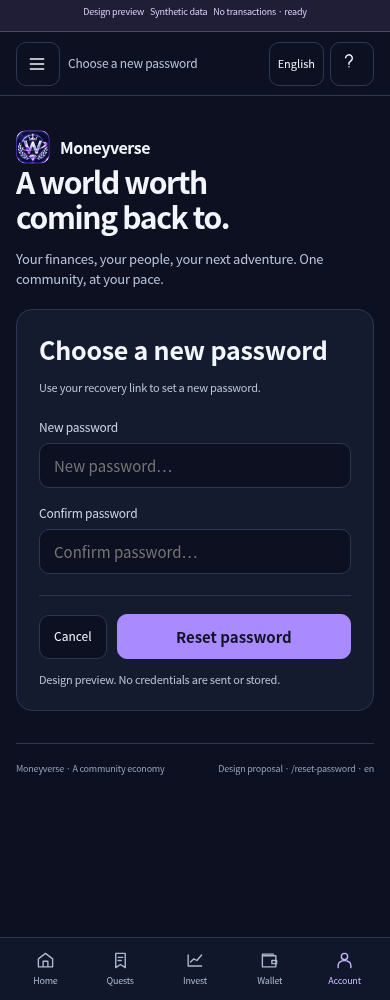 Design preview Synthetic data No transactions · ready
Choose a new password
English
?
Moneyverse
A world worth
coming back to.
Your finances, your people, your next adventure. One
community, at your pace.
Choose a new password
Use your recovery link to set a new password.
New password
New password…
Confirm password
Confirm password…
Cancel
Reset password
Design preview. No credentials are sent or stored.
Moneyverse · A community economy
Design proposal · /reset-password · en
Home
Quests
Invest
Wallet
Account